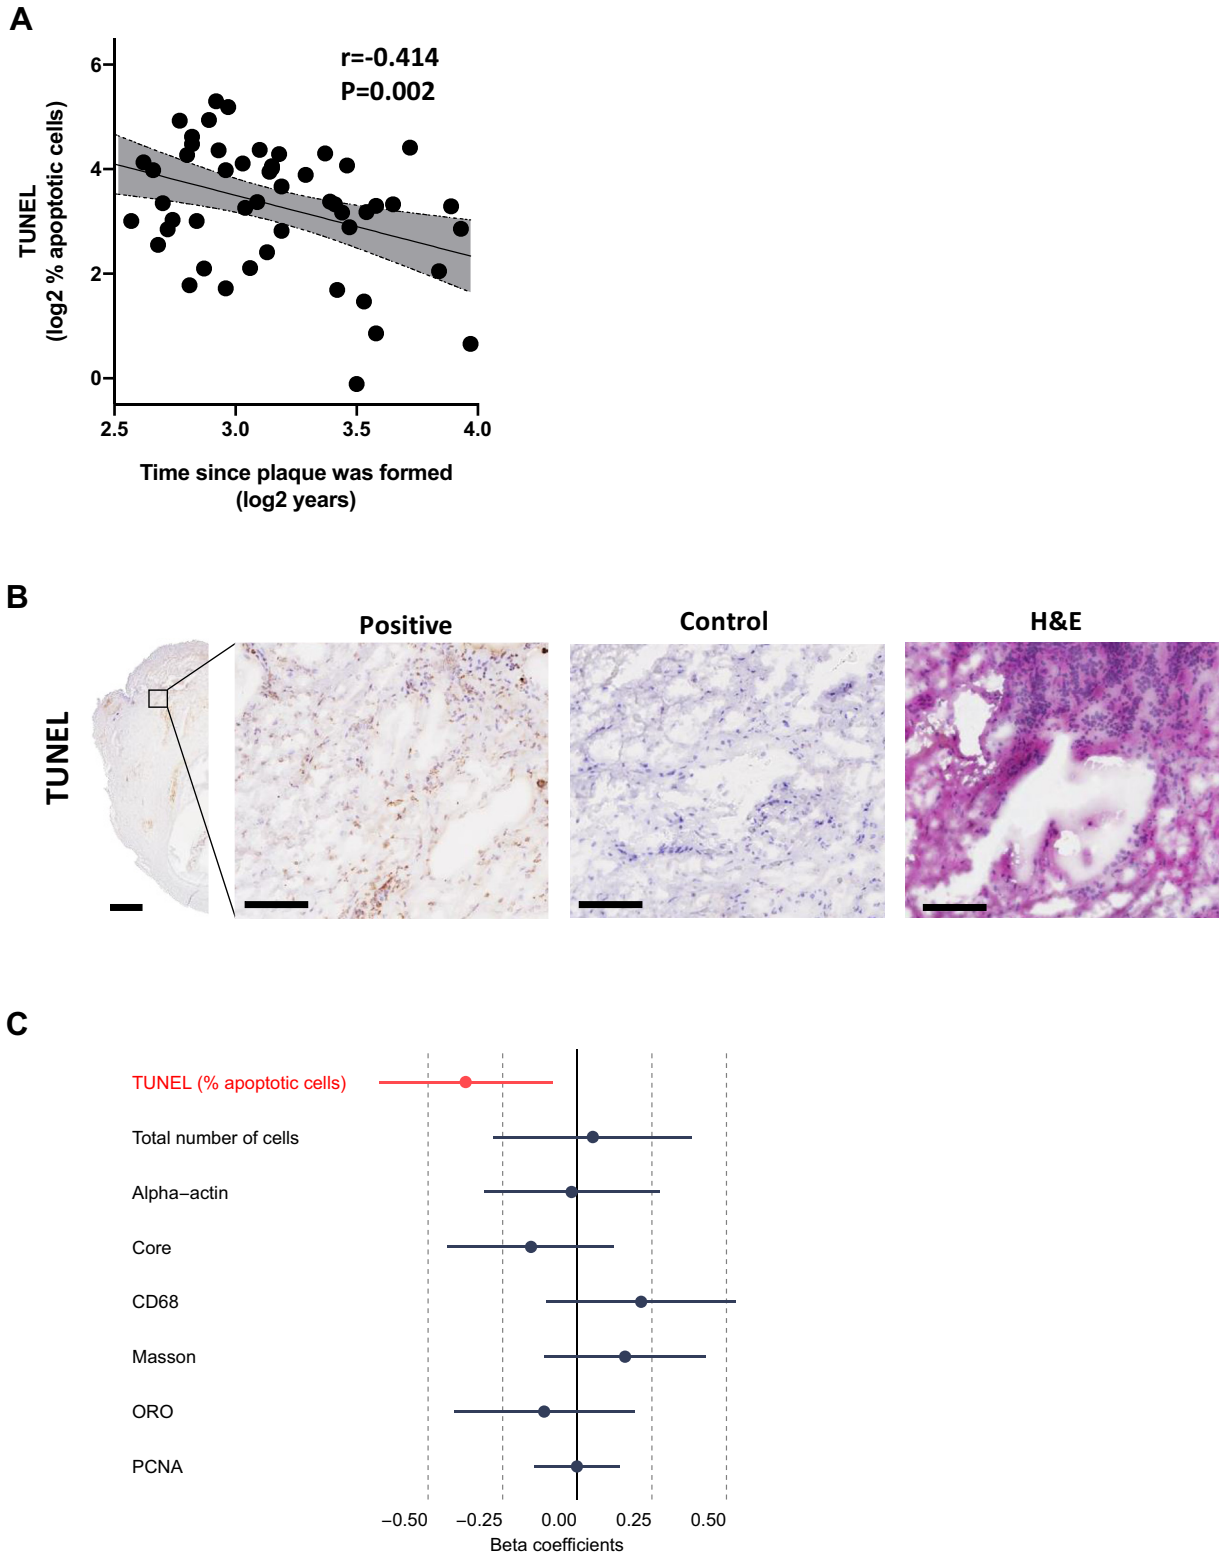 A
r=-0.414
P=0.002
TUNEL
(log2 % apoptotic cells)
6
4
2
0
2.5 3.0 3.5 4.0
Time since plaque was formed
(log2 years)
B
Positive Control H&E
TUNEL
C
TUNEL (% apoptotic cells)
Total number of cells
Alpha−actin
Core
CD68
Masson
ORO
PCNA
−0.50 −0.25 0.00 0.25 0.50
Beta coefficients